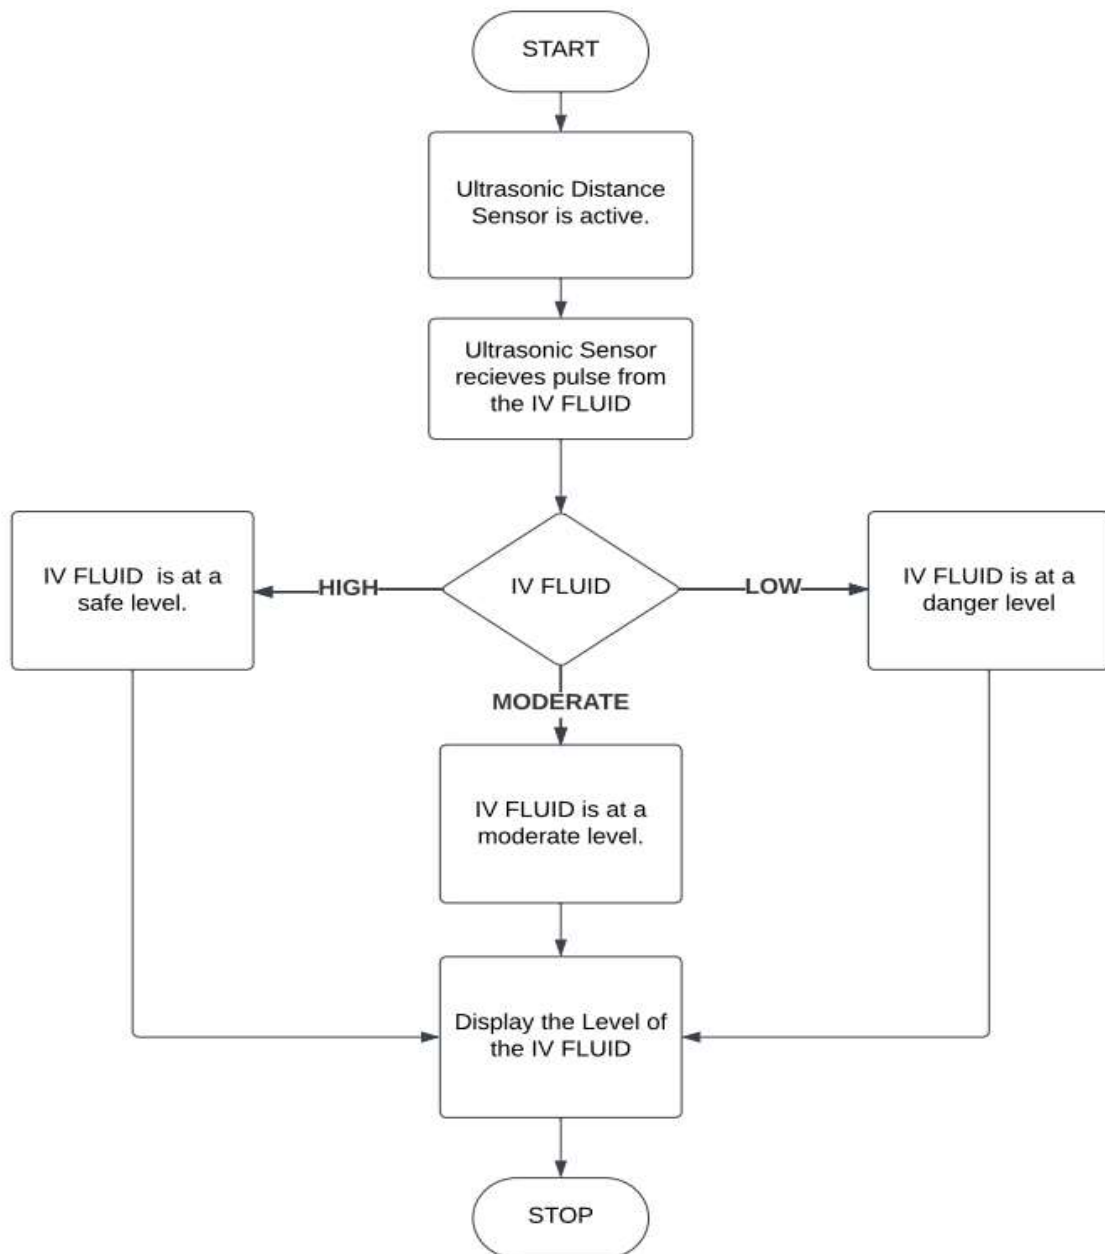 START
Ultrasonic Distance
Sensor is active.
Ultrasonic Sensor
recieves pulse from
the IV FLUID
IV FLUID is at a
safe level.
HIGH
IV FLUID
LOW
IV FLUID is at a
danger level
MODERATE
IV FLUID is at a
moderate level.
Display the Level of
the IV FLUID
STOP